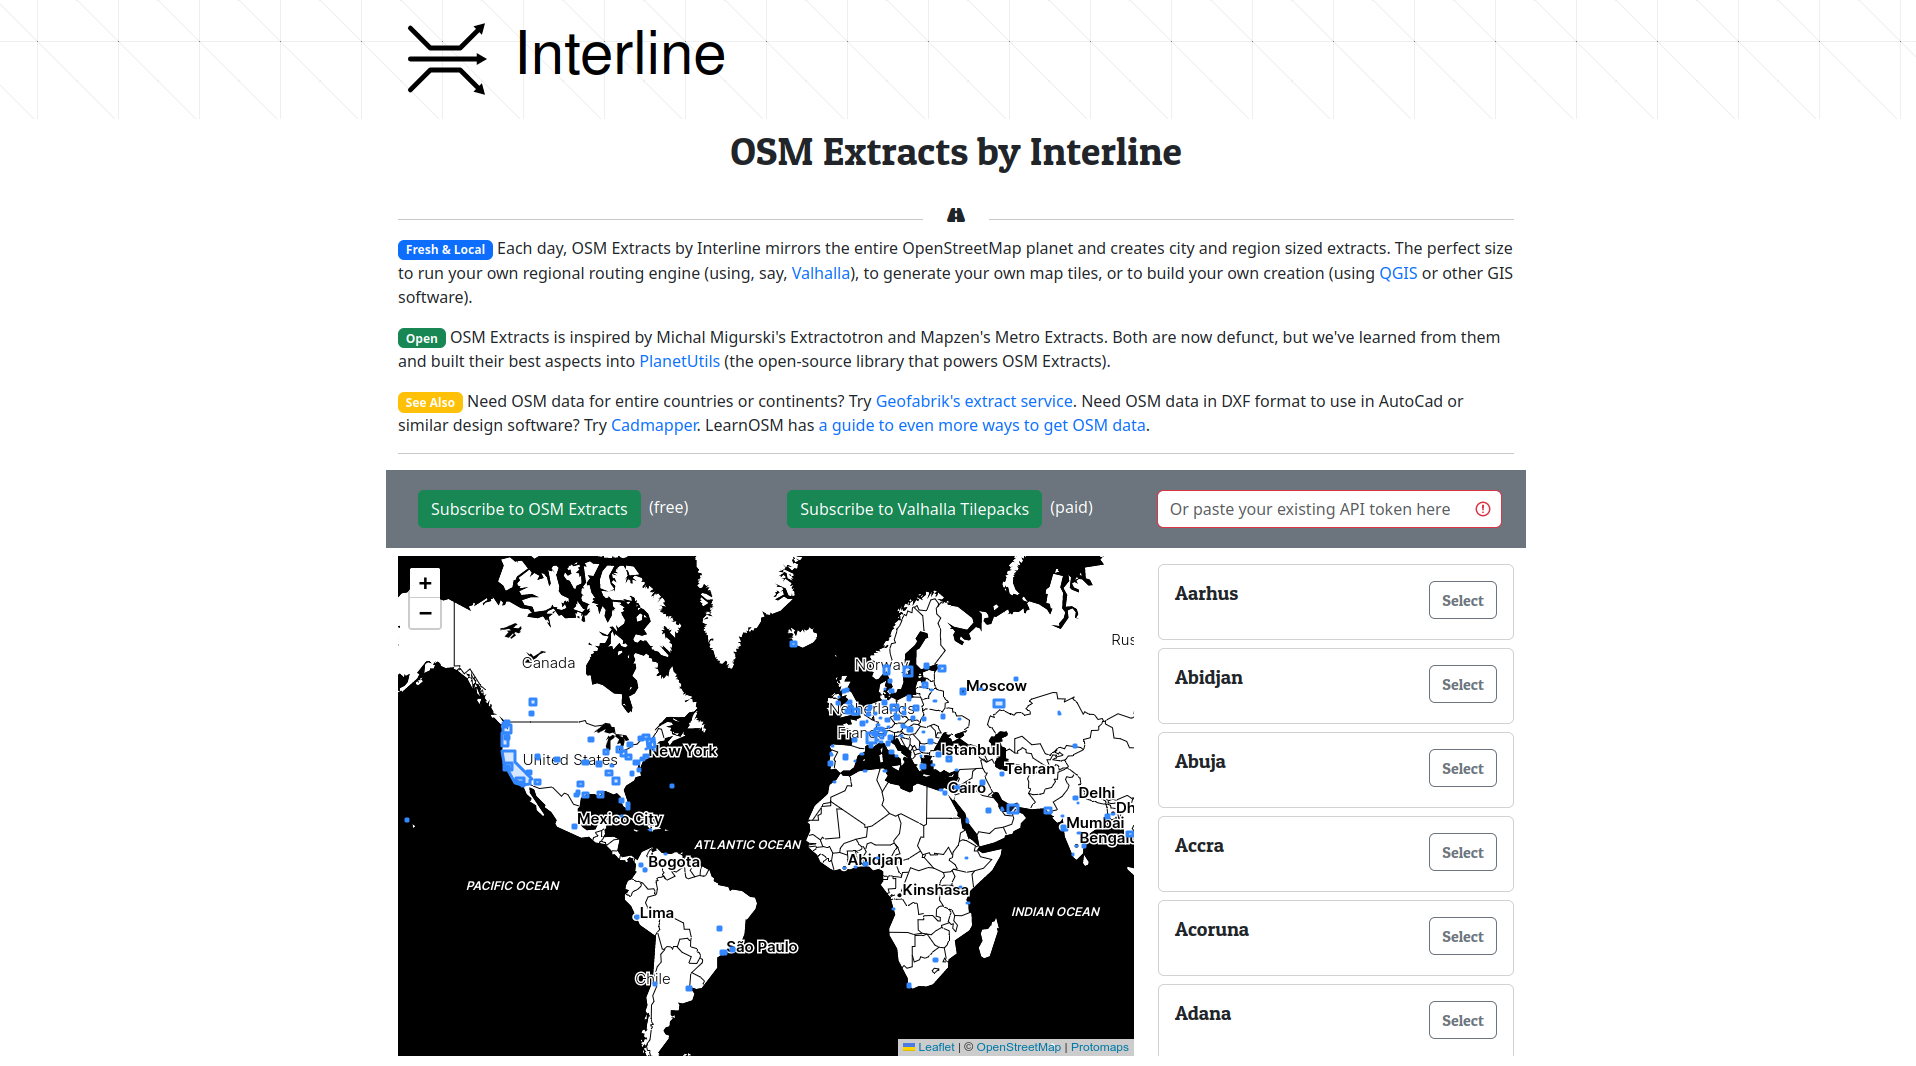 Interline
OSM Extracts by Interline
Fresh & Local Each day, OSM Extracts by Interline mirrors the entire OpenStreetMap planet and creates city and region sized extracts. The perfect size
to run your own regional routing engine (using, say, Valhalla), to generate your own map tiles, or to build your own creation (using QGIS or other GIS
software).
Open OSM Extracts is inspired by Michal Migurski's Extractotron and Mapzen's Metro Extracts. Both are now defunct, but we've learned from them
and built their best aspects into PlanetUtils (the open-source library that powers OSM Extracts).
See Also Need OSM data for entire countries or continents? Try Geofabrik's extract service. Need OSM data in DXF format to use in AutoCad or
similar design software? Try Cadmapper. LearnOSM has a guide to even more ways to get OSM data.
Subscribe to OSM Extracts (free)
Subscribe to Valhalla Tilepacks (paid)
Or paste your existing API token here
+
−
Rus
Canada
Norway
Moscow
Netherlands
France
New York
United States
Istanbul
Tehran
Cairo
Delhi
Dh
Mexico City
Mumbai
Bengalu
ATLANTIC OCEAN
Abidjan
Bogota
PACIFIC OCEAN
Kinshasa
Lima
INDIAN OCEAN
São Paulo
Chile
Leaflet | © OpenStreetMap | Protomaps
Aarhus
Select
Abidjan
Select
Abuja
Select
Accra
Select
Acoruna
Select
Adana
Select